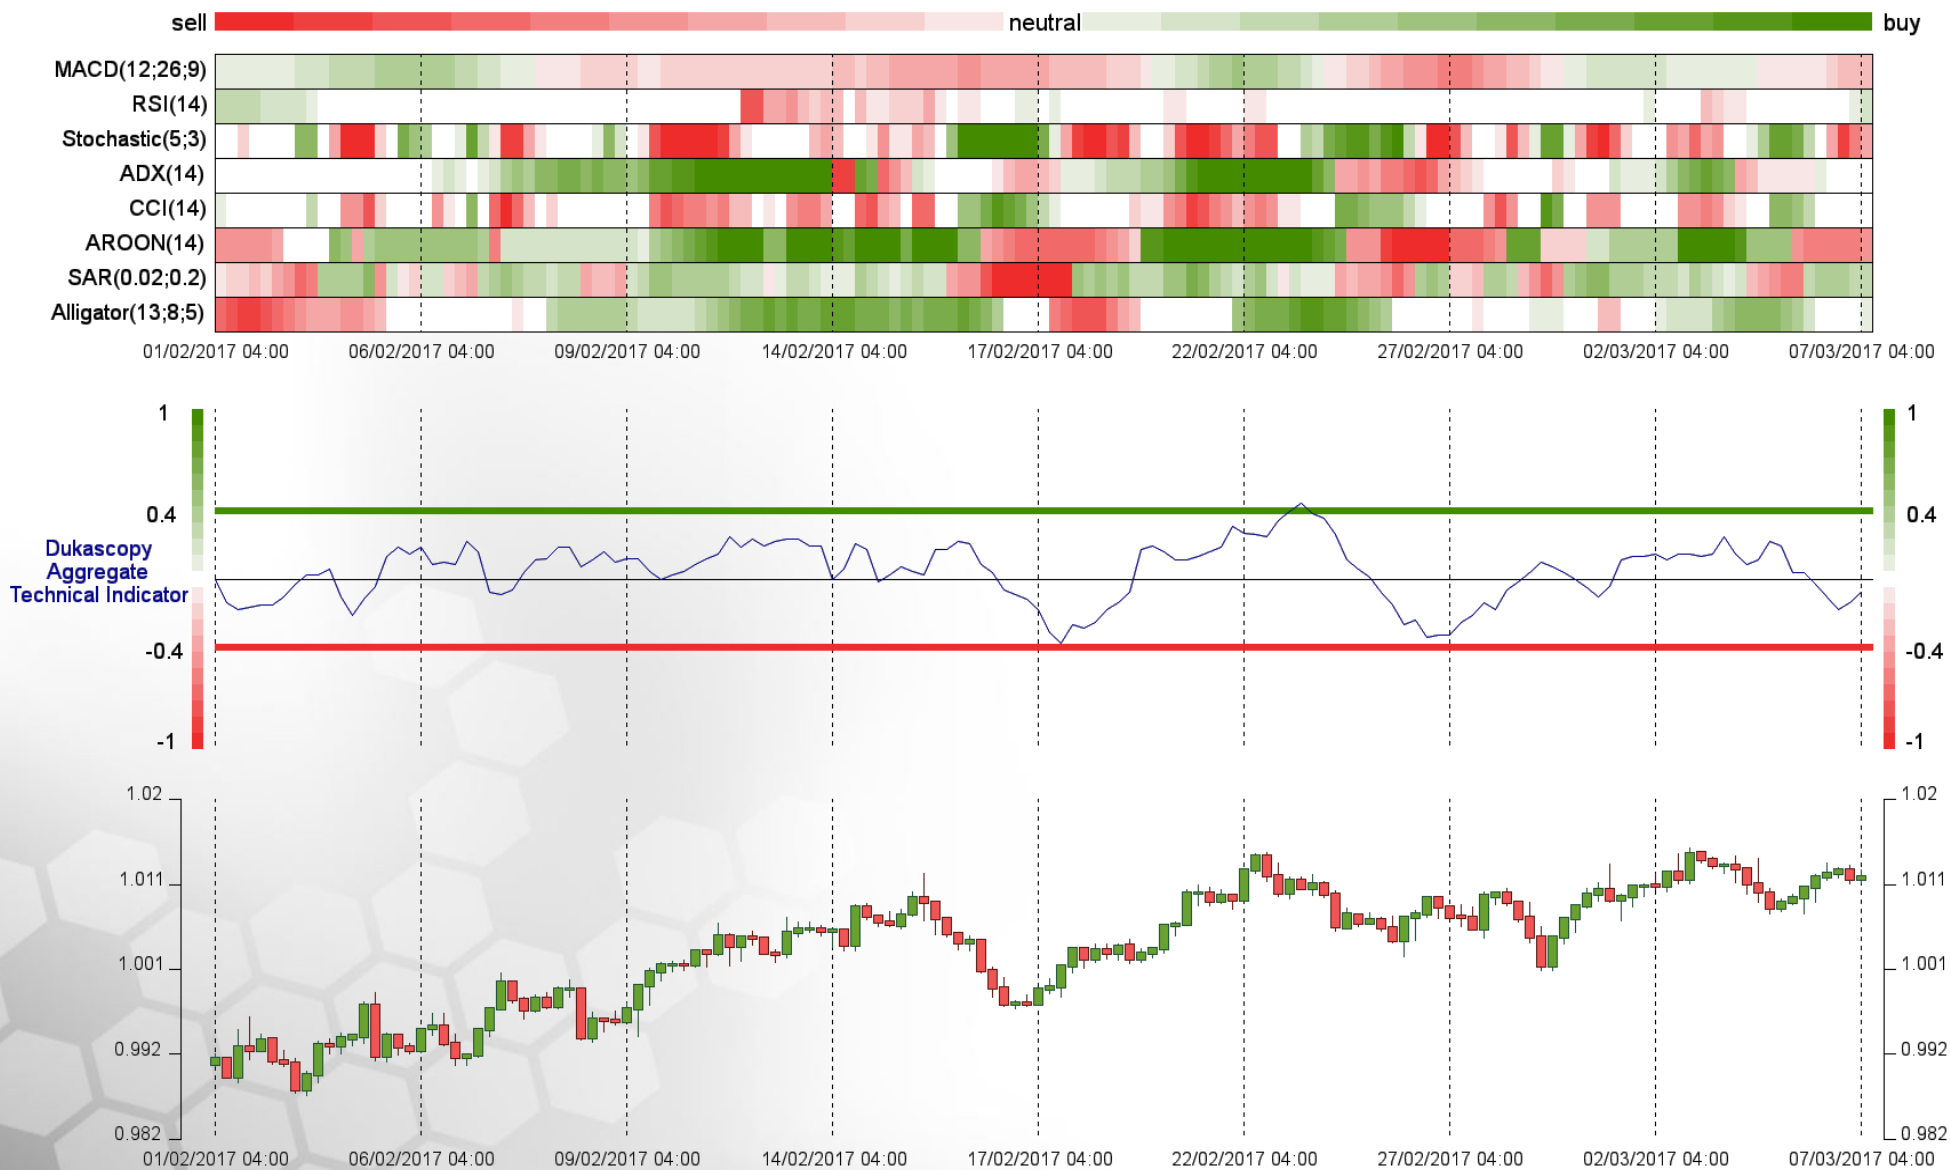 sell neutral buy
MACD(12;26;9)
RSI(14)
Stochastic(5;3)
ADX(14)
CCI(14)
AROON(14)
SAR(0.02;0.2)
Alligator(13;8;5)
01/02/2017 04:00 06/02/2017 04:00 09/02/2017 04:00 14/02/2017 04:00 17/02/2017 04:00 22/02/2017 04:00 27/02/2017 04:00 02/03/2017 04:00 07/03/2017 04:00
1 1
0.4 0.4
Dukascopy
Aggregate
Technical Indicator
-0.4 -0.4
-1 -1
1.02 1.02
1.011 1.011
1.001 1.001
0.992 0.992
0.982 0.982
01/02/2017 04:00 06/02/2017 04:00 09/02/2017 04:00 14/02/2017 04:00 17/02/2017 04:00 22/02/2017 04:00 27/02/2017 04:00 02/03/2017 04:00 07/03/2017 04:00